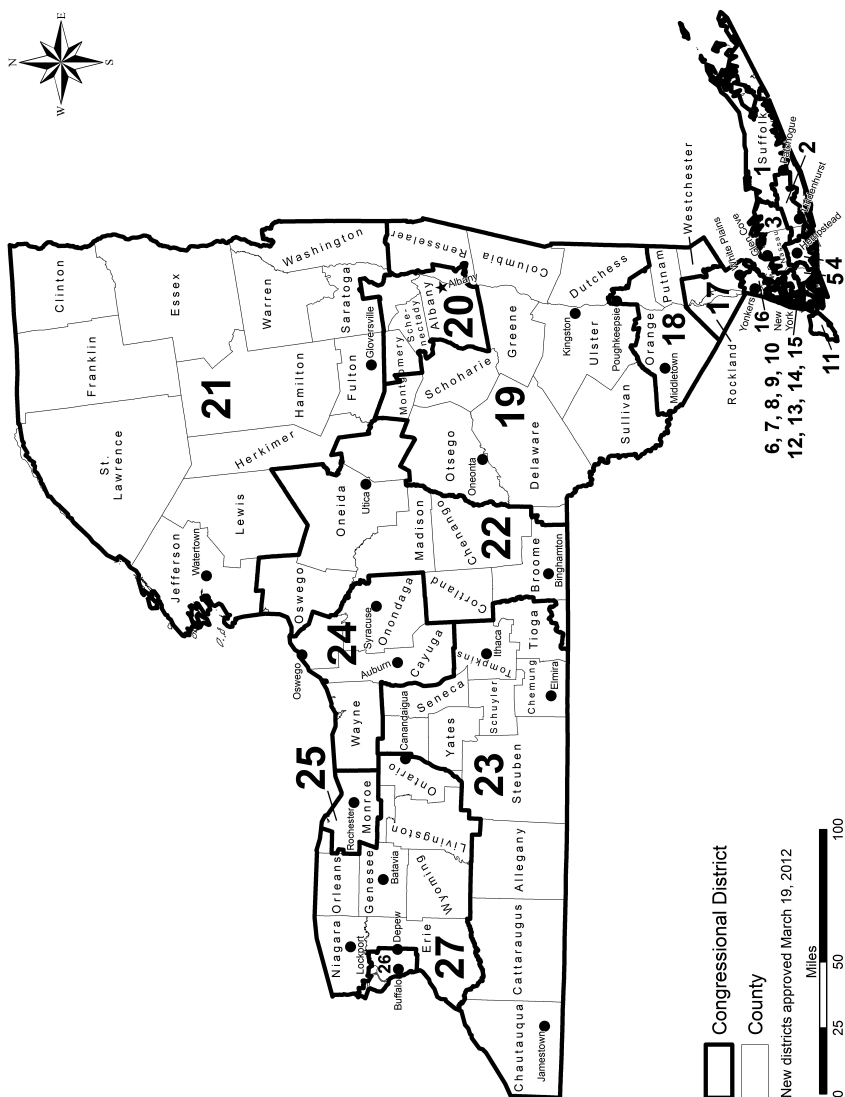 N
E
S
W
Clinton
Franklin
St.
Lawrence
Essex
Jefferson
Watertown
Lewis
Herkimer
21
Hamilton
Warren
Washington
Saratoga
Fulton
Gloversville
Oswego
Oswego
Oneida
Utica
Madison
Montgomery
Sche-
nectady
Albany
Albany
20
Rensselaer
Schoharie
Otsego
Oneonta
19
Greene
Columbia
Delaware
Ulster
Kingston
Dutchess
Poughkeepsie
Sullivan
Orange
Middletown
18
Putnam
17
Rockland
Westchester
White Plains
Yonkers
16
New
York
Glen
Cove
6, 7, 8, 9, 10
12, 13, 14, 15
11
5
4
3
Nassau
Hempstead
Lindenhurst
2
Patchogue
Suffolk
1
24
Syracuse
Onondaga
Auburn
Cayuga
Cortland
Chenango
22
Broome
Binghamton
Tioga
Tompkins
Ithaca
Chemung
Elmira
Schuyler
Seneca
Wayne
Canandaigua
Yates
Ontario
23
Steuben
25
Rochester
Monroe
Livingston
Orleans
Genesee
Batavia
Wyoming
Allegany
Niagara
Lockport
Depew
26
Buffalo
Erie
27
Cattaraugus
Chautauqua
Jamestown
Congressional District
County
New districts approved March 19, 2012
Miles
0
25
50
100